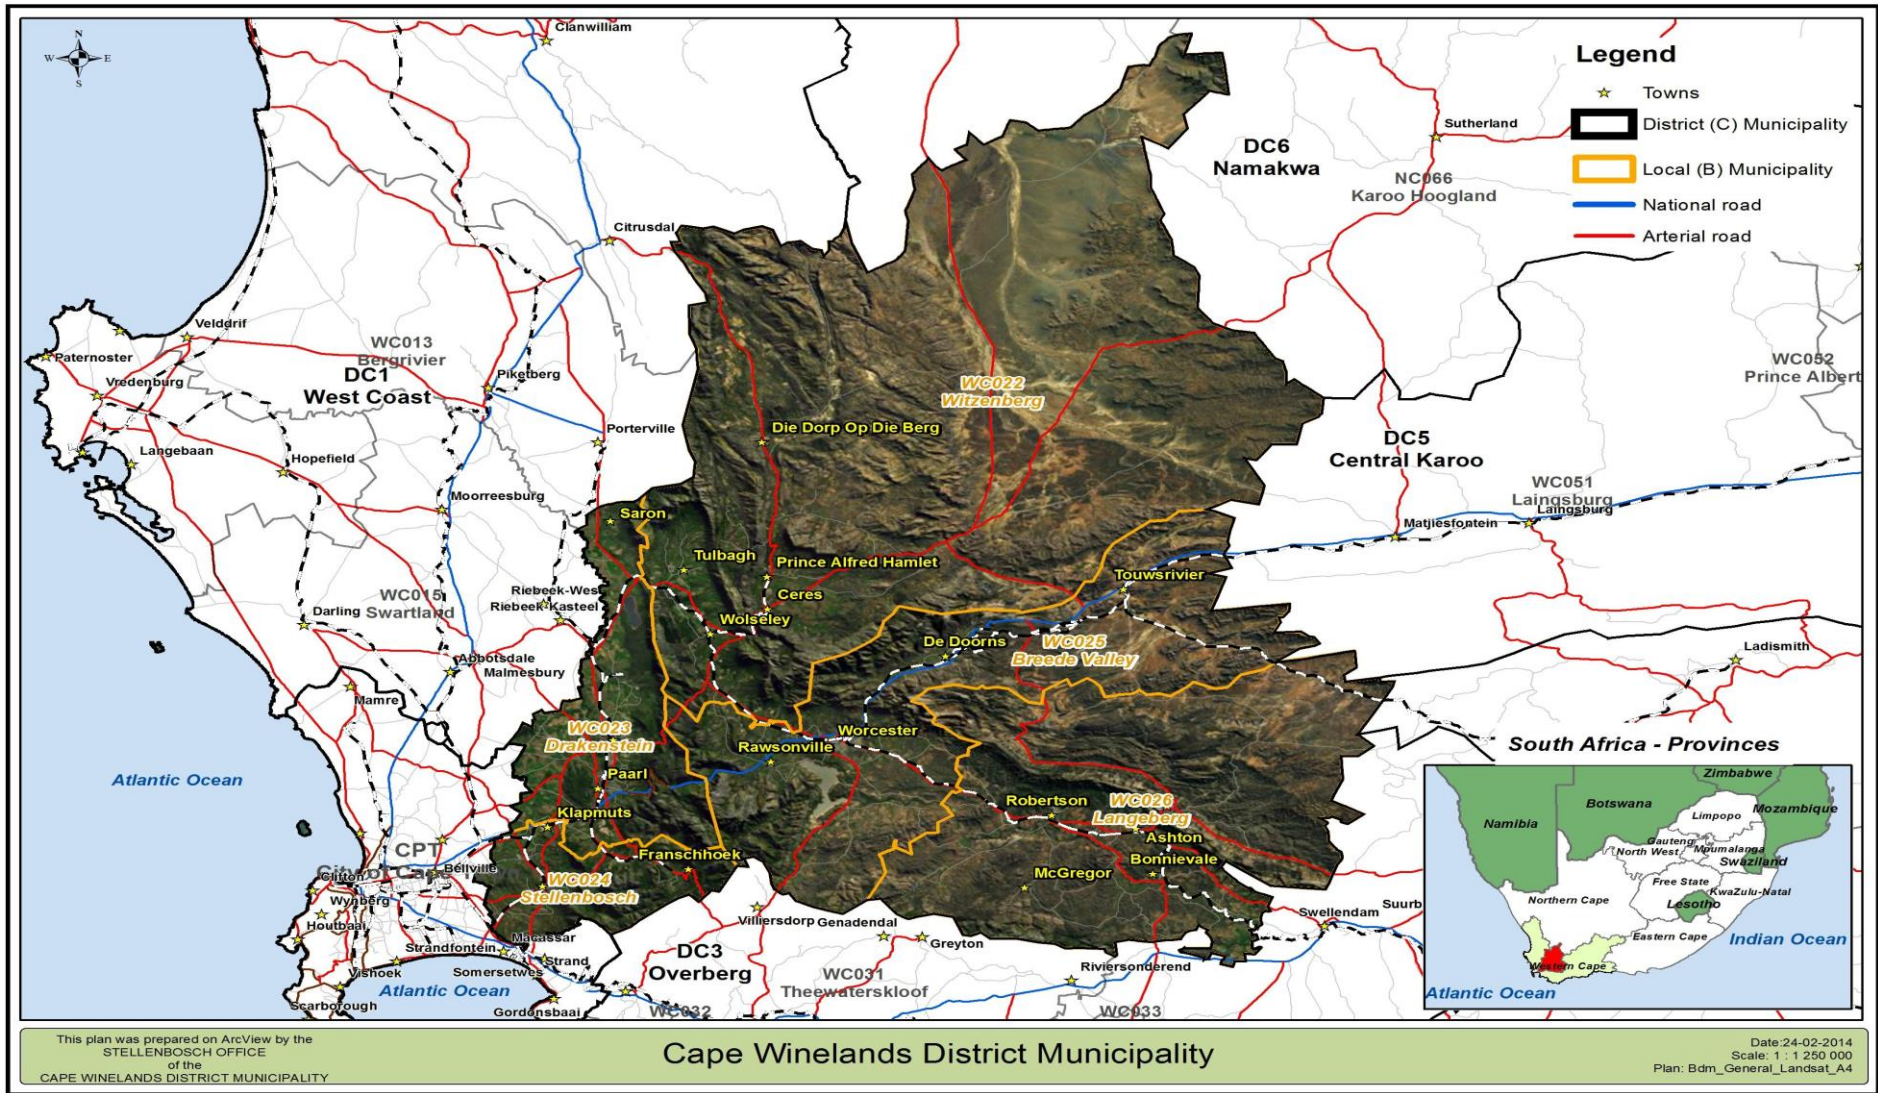 N
W
E
S
Clanwilliam
Legend
Towns
District (C) Municipality
Local (B) Municipality
National road
Arterial road
Sutherland
DC6
Namakwa
NC066
Karoo Hoogland
Citrusdal
Velddrif
Paternoster
Vredenburg
WC013
Bergrivier
DC1
West Coast
Piketberg
WC022
Witzenberg
WC052
Prince Albert
Die Dorp Op Die Berg
Porterville
Langebaan
Hopefield
Moorreesburg
DC5
Central Karoo
WC051
Laingsburg
Laingsburg
Matjiesfontein
Saron
Tulbagh
Prince Alfred Hamlet
Ceres
Touwsrivier
Riebeek-Wes
Riebeek Kasteel
WC015
Swartland
Darling
Wolseley
De Doorns
WC025
Breede Valley
Abbotsdale
Malmesbury
Ladismith
Mamre
WC023
Drakenstein
Worcester
Rawsonville
Paarl
Klapmuts
Robertson
WC026
Langeberg
Ashton
Bonnievale
McGregor
Franschhoek
WC024
Stellenbosch
Atlantic Ocean
CPT
City of Cape
Bellville
Clifton
Wynberg
Houtbaai
Strandfontein
Macassar
Strand
Somersetwes
Vishoek
Atlantic Ocean
Scarborough
Gordonsbaai
Villiersdorp
Genadendal
Greyton
DC3
Overberg
WC031
Theewaterskloof
WC032
Riviersonderend
WC033
Swellendam
Suurb
South Africa - Provinces
Zimbabwe
Botswana
Mozambique
Namibia
Limpopo
Gauteng
North West
Mpumalanga
Swaziland
Free State
KwaZulu-Natal
Lesotho
Northern Cape
Eastern Cape
Western Cape
Indian Ocean
Atlantic Ocean
This plan was prepared on ArcView by the
STELLENBOSCH OFFICE
of the
CAPE WINELANDS DISTRICT MUNICIPALITY
Cape Winelands District Municipality
Date:24-02-2014
Scale: 1 : 1 250 000
Plan: Bdm_General_Landsat_A4